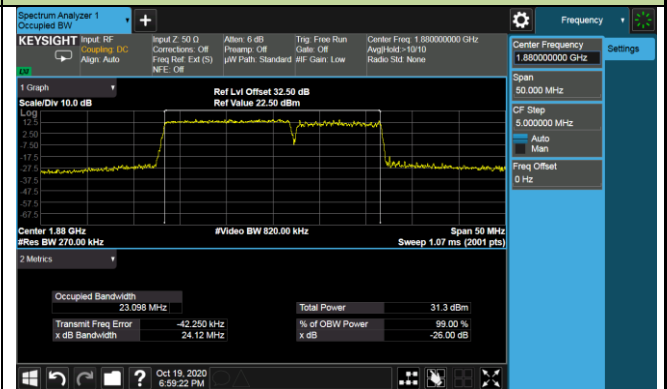 Spectrum Analyzer 1
Occupied BW
Frequency
KEYSIGHT
Input: RF
Coupling: DC
Align: Auto
Input Z: 50 Ω
Corrections: Off
Freq Ref: Ext (S)
NFE: Off
Atten: 6 dB
Preamp: Off
µW Path: Standard
Trig: Free Run
Gate: Off
#IF Gain: Low
Center Freq: 1.880000000 GHz
Avg|Hold:>10/10
Radio Std: None
Center Frequency
1.880000000 GHz
Settings
Span
50.000 MHz
CF Step
5.000000 MHz
Auto
Man
Freq Offset
0 Hz
1 Graph
Scale/Div 10.0 dB
Ref Lvl Offset 32.50 dB
Ref Value 22.50 dBm
Log
12.5
2.50
-7.50
-17.5
-27.5
-37.5
-47.5
-57.5
-67.5
Center 1.88 GHz
#Video BW 820.00 kHz
Span 50 MHz
#Res BW 270.00 kHz
Sweep 1.07 ms (2001 pts)
2 Metrics
Occupied Bandwidth
23.098 MHz
Total Power 31.3 dBm
Transmit Freq Error -42.250 kHz
% of OBW Power 99.00 %
x dB Bandwidth 24.12 MHz
x dB -26.00 dB
?
Oct 19, 2020
6:59:22 PM